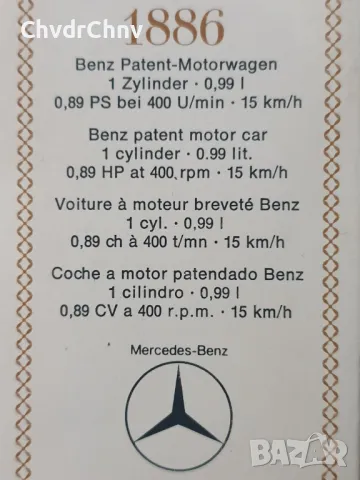 ChvdrChnv
1886
Benz Patent-Motorwagen
1 Zylinder · 0,99 l
0,89 PS bei 400 U/min · 15 km/h
Benz patent motor car
1 cylinder · 0.99 lit.
0,89 HP at 400 rpm · 15 km/h
Voiture à moteur breveté Benz
1 cyl. · 0,99 l
0,89 ch à 400 t/mn · 15 km/h
Coche a motor patendado Benz
1 cilindro · 0,99 l
0,89 CV a 400 r.p.m. · 15 km/h
Mercedes-Benz
BAZAR